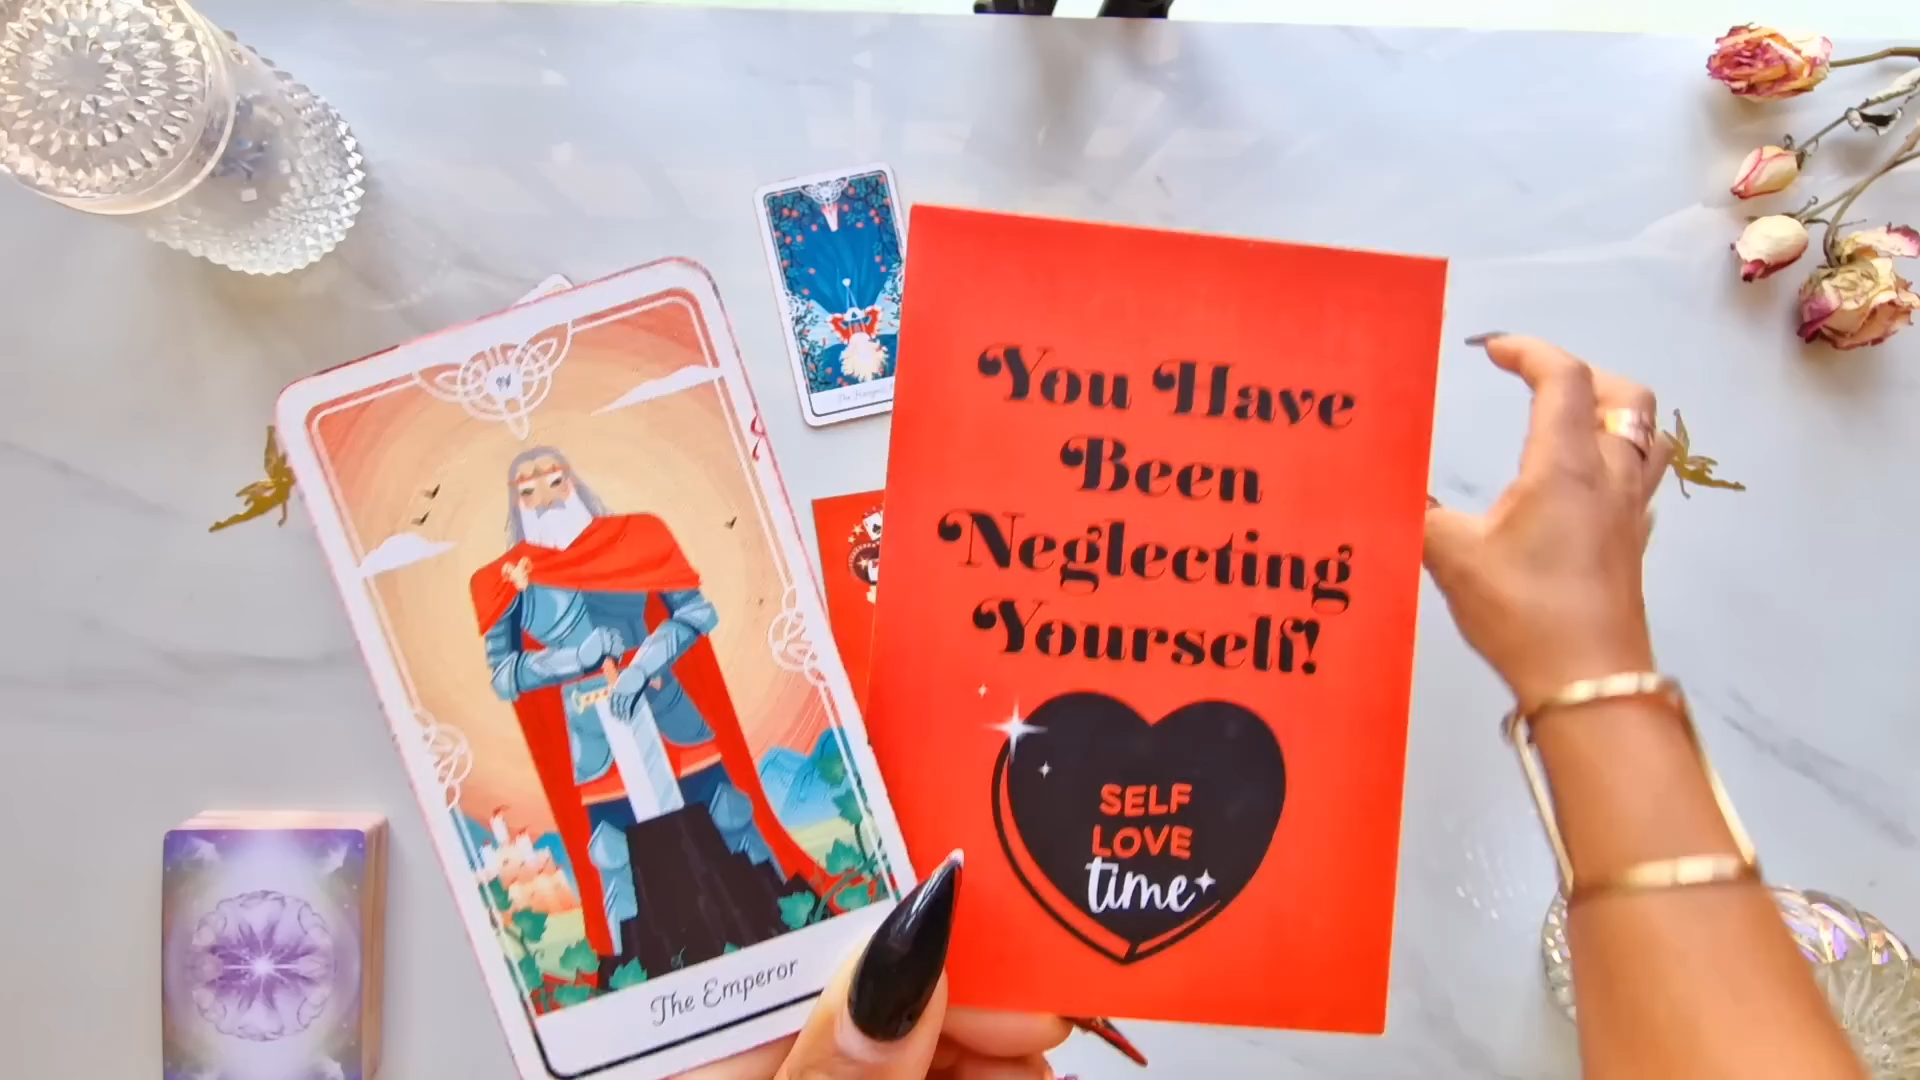 The Emperor
You Have
Been
Neglecting
Yourself!
SELF
LOVE
time